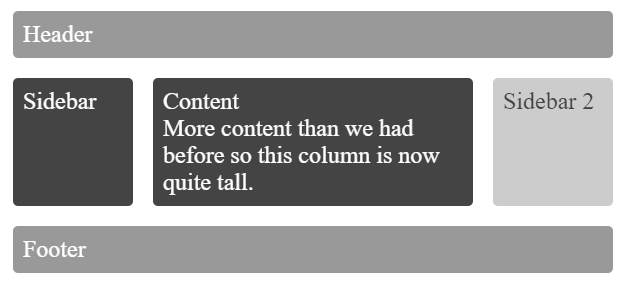 Header
Sidebar
Content
More content than we had
before so this column is now
quite tall.
Sidebar 2
Footer